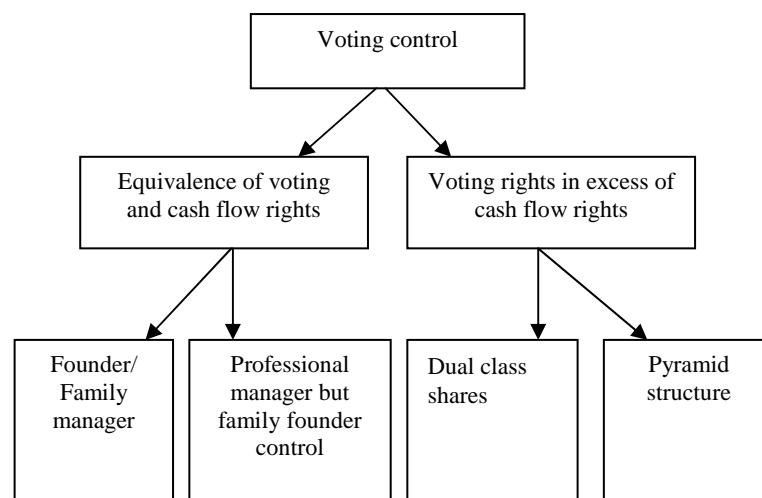 Voting control
Equivalence of voting
and cash flow rights
Voting rights in excess of
cash flow rights
Founder/
Family
manager
Professional
manager but
family founder
control
Dual class
shares
Pyramid
structure